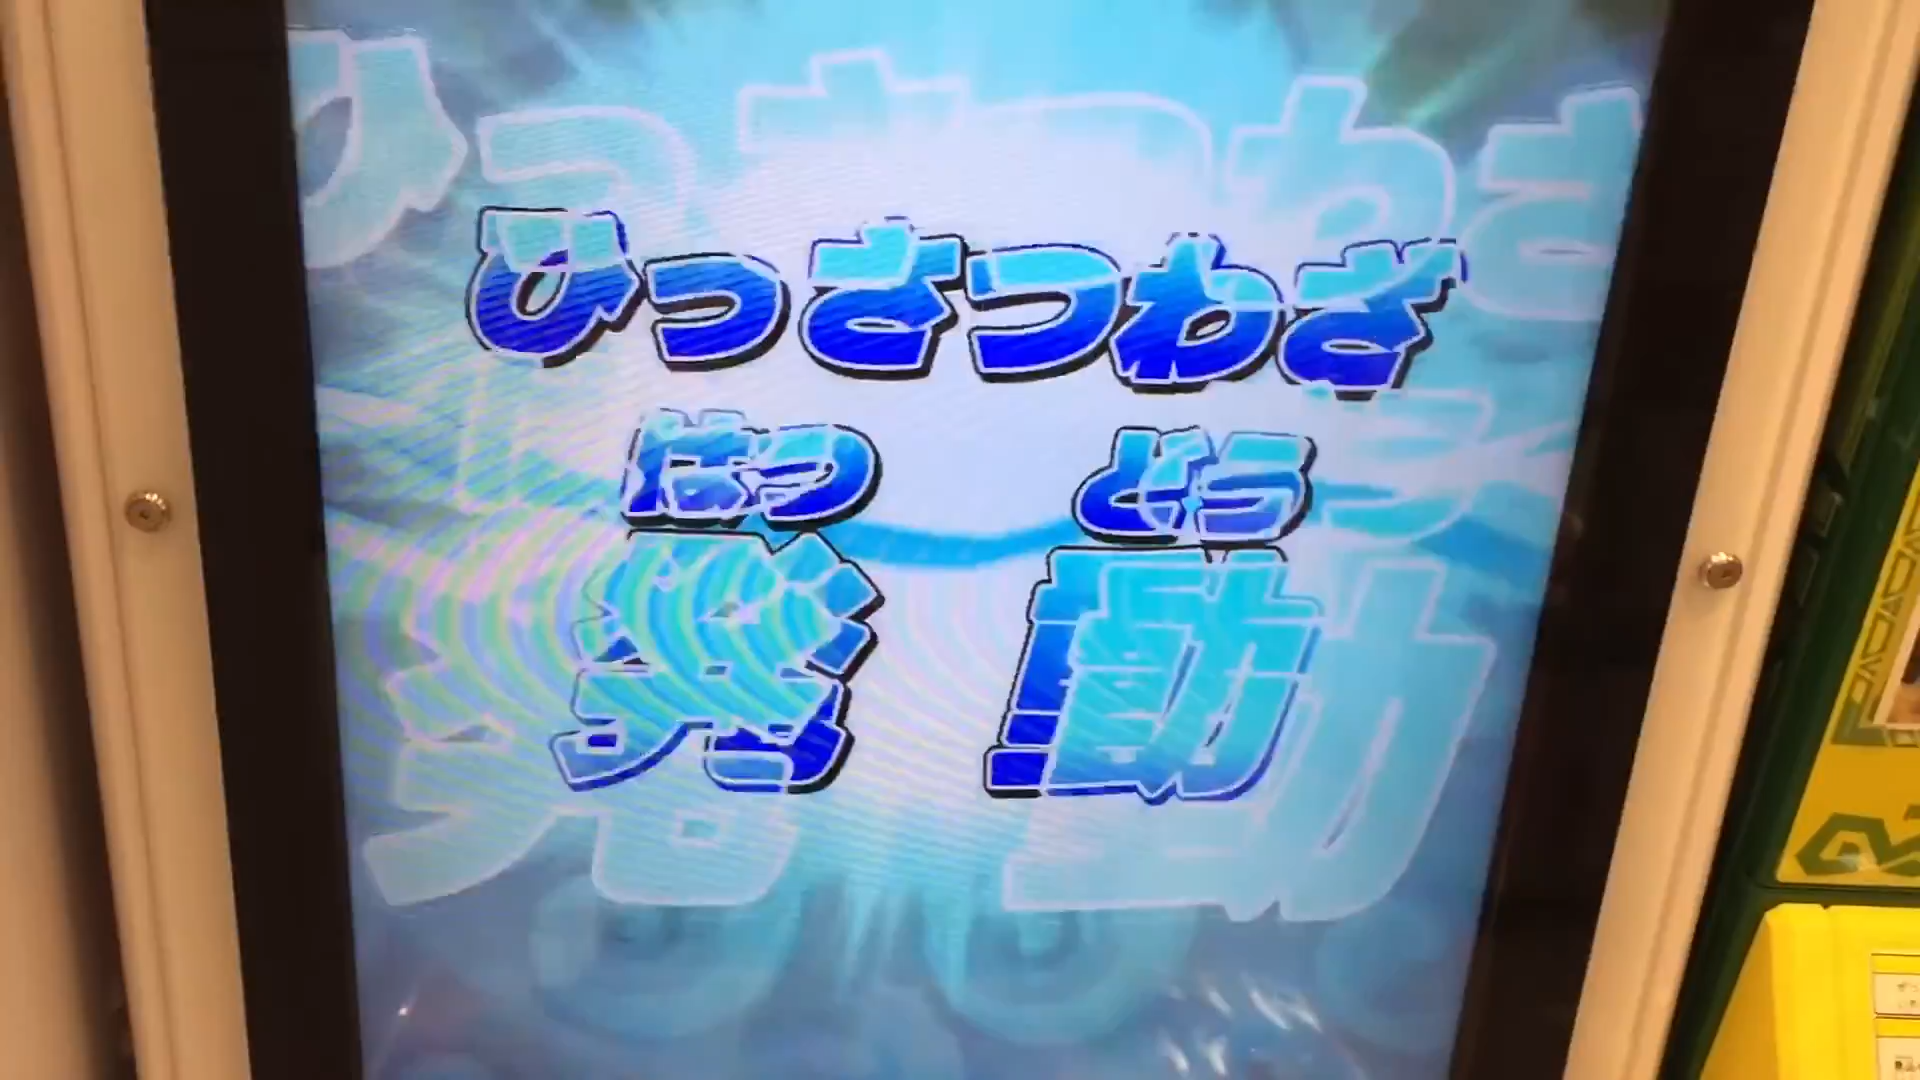 ひっさつわざ
はつ どう
発 動